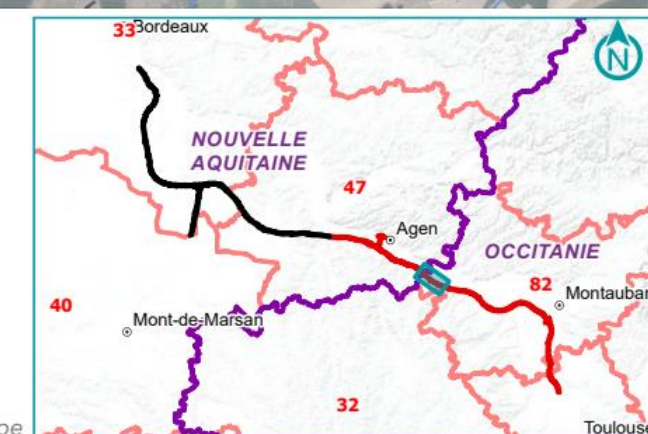 33
Bordeaux
N
NOUVELLE
AQUITAINE
47
Agen
OCCITANIE
82
Montauban
40
Mont-de-Marsan
32
Toulouse